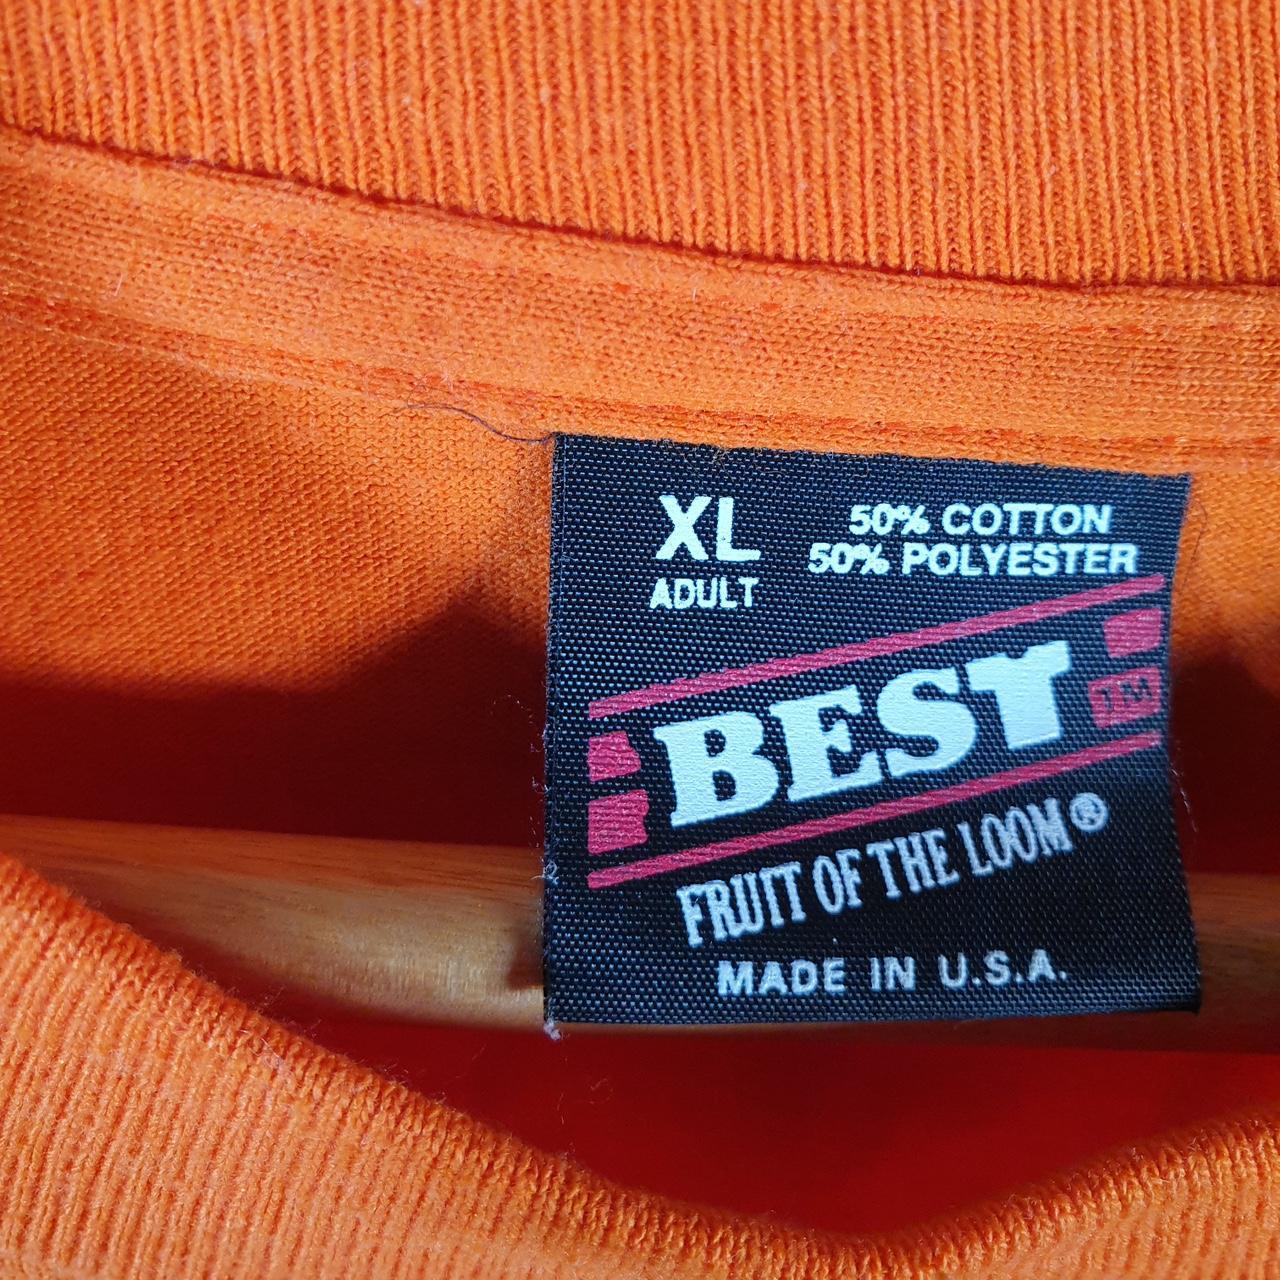 XL
ADULT
50% COTTON
50% POLYESTER
BEST TM
FRUIT OF THE LOOM®
MADE IN U.S.A.